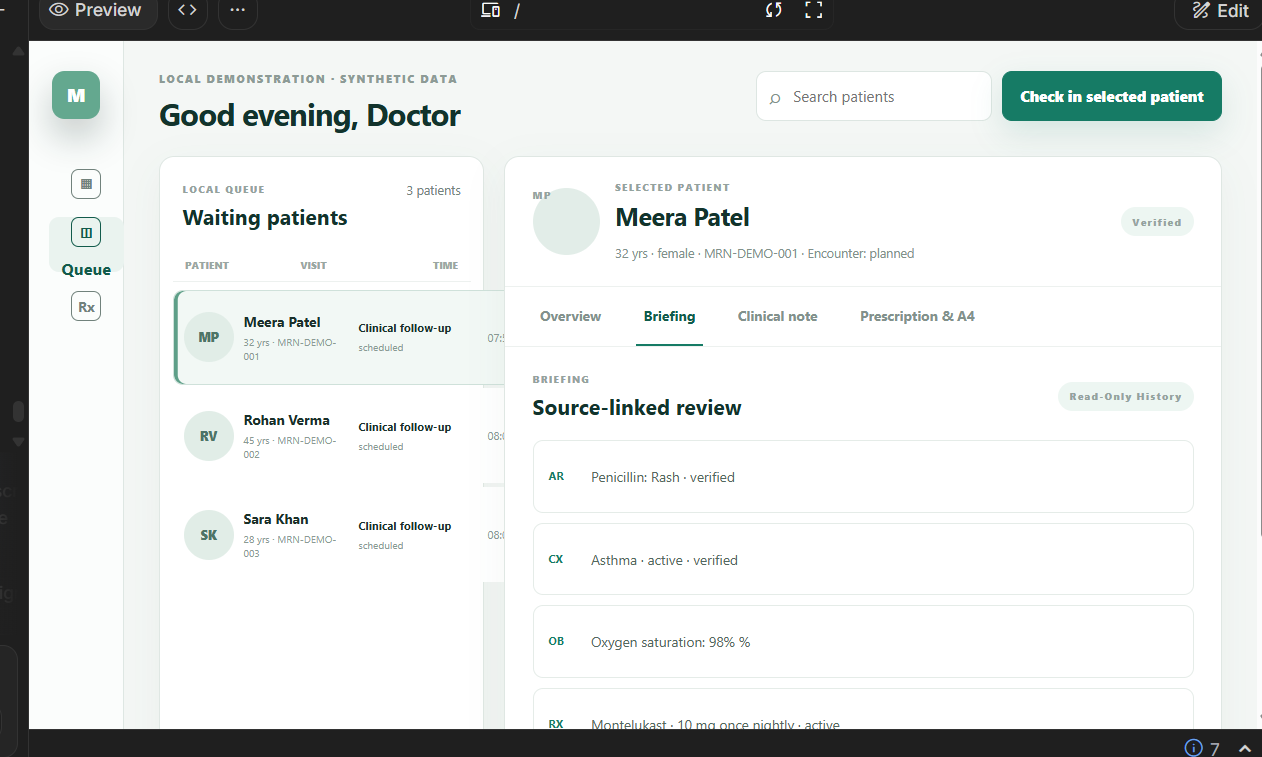 Preview
/
Edit
M
LOCAL DEMONSTRATION · SYNTHETIC DATA
Good evening, Doctor
Search patients
Check in selected patient
Queue
Rx
LOCAL QUEUE
3 patients
Waiting patients
PATIENT VISIT TIME
MP
Meera Patel
32 yrs · MRN-DEMO-
001
Clinical follow-up
scheduled
RV
Rohan Verma
45 yrs · MRN-DEMO-
002
Clinical follow-up
scheduled
SK
Sara Khan
28 yrs · MRN-DEMO-
003
Clinical follow-up
scheduled
MP
SELECTED PATIENT
Meera Patel
32 yrs · female · MRN-DEMO-001 · Encounter: planned
Verified
Overview Briefing Clinical note Prescription & A4
BRIEFING
Source-linked review
Read-Only History
AR Penicillin: Rash · verified
CX Asthma · active · verified
OB Oxygen saturation: 98% %
RX Montelukast · 10 mg once nightly · active
7